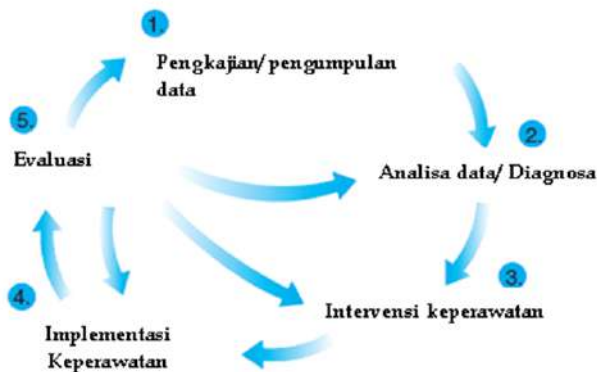 1.
Pengkajian/pengumpulan
data
2.
Analisa data/ Diagnosa
3.
Intervensi keperawatan
4.
Implementasi
Keperawatan
5.
Evaluasi